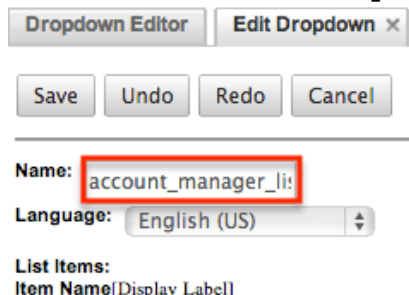 Dropdown Editor Edit Dropdown ×
Save Undo Redo Cancel
Name: account_manager_lis
Language: English (US)
List Items:
Item Name[Display Label]